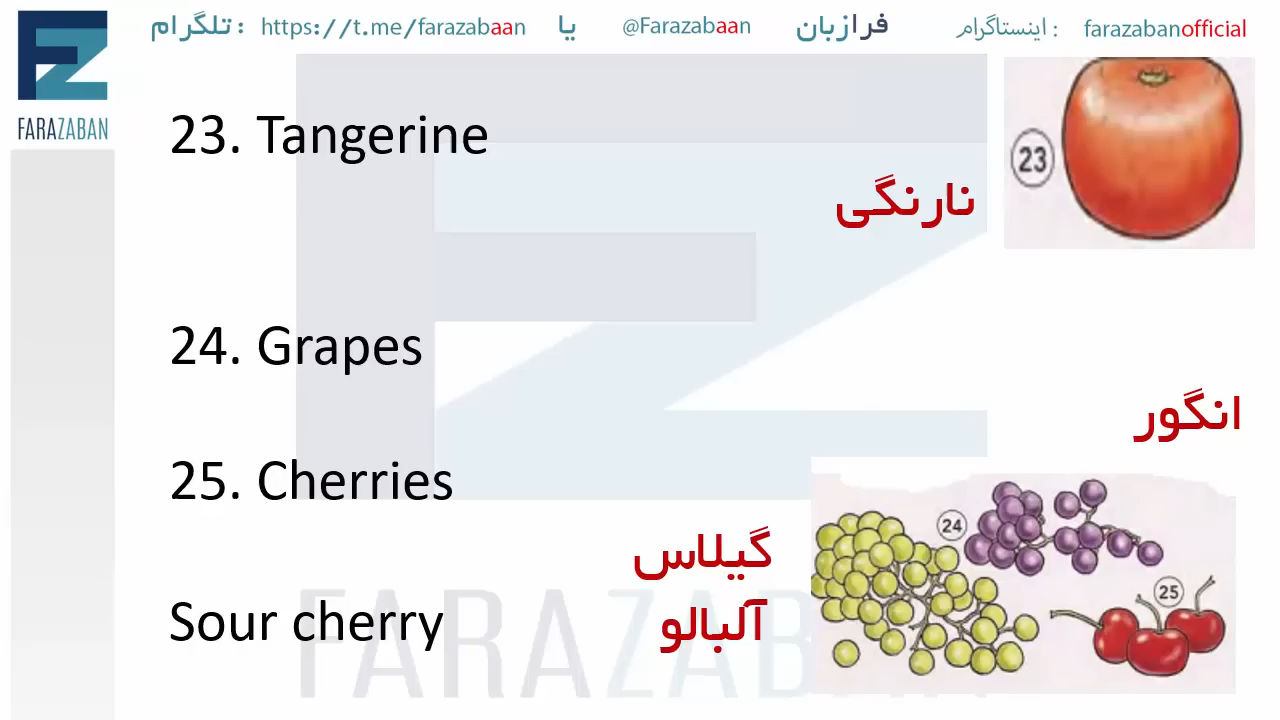 تلگرام : https://t.me/farazabaan یا @Farazabaan فرازبان اینستاگرام : farazabanofficial
FARAZABAN
23. Tangerine
23
نارنگی
24. Grapes
انگور
25. Cherries
24
گیلاس
25
Sour cherry
آلبالو
FARAZABAN